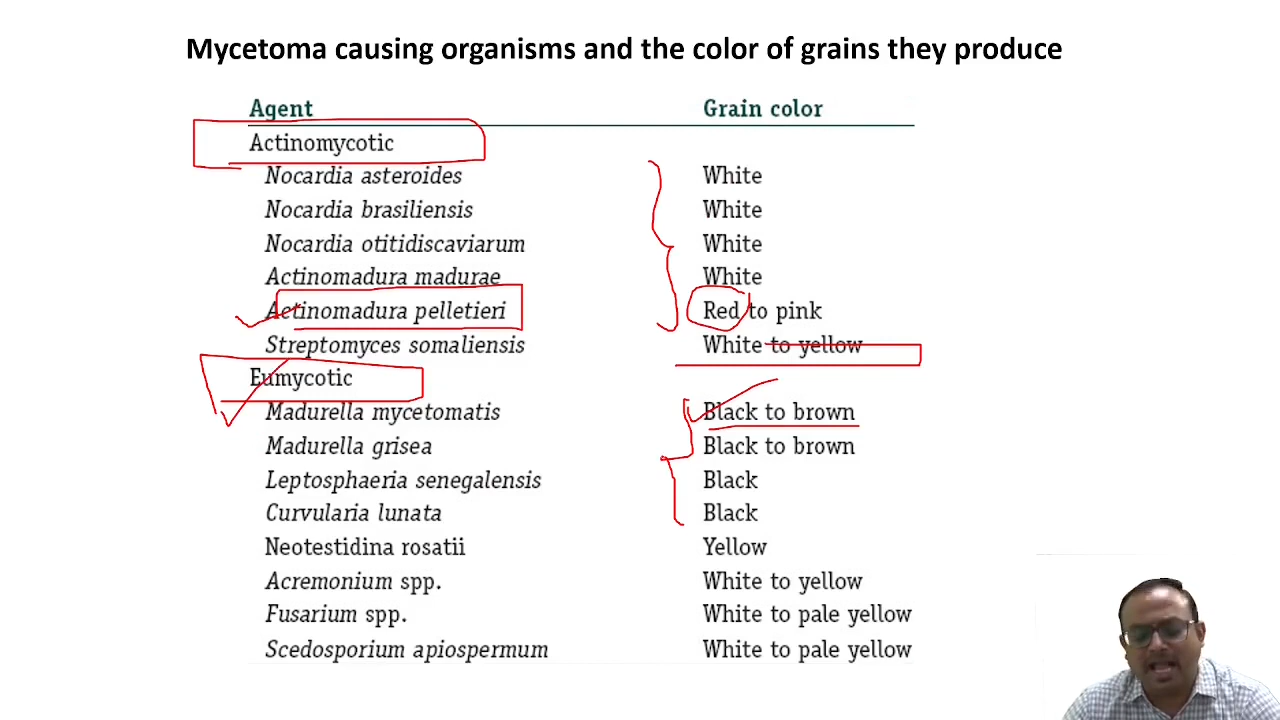 Mycetoma causing organisms and the color of grains they produce
Agent Grain color
Actinomycotic
Nocardia asteroides White
Nocardia brasiliensis White
Nocardia otitidiscaviarum White
Actinomadura madurae White
Actinomadura pelletieri Red to pink
Streptomyces somaliensis White to yellow
Eumycotic
Madurella mycetomatis Black to brown
Madurella grisea Black to brown
Leptosphaeria senegalensis Black
Curvularia lunata Black
Neotestidina rosatii Yellow
Acremonium spp. White to yellow
Fusarium spp. White to pale yellow
Scedosporium apiospermum White to pale yellow